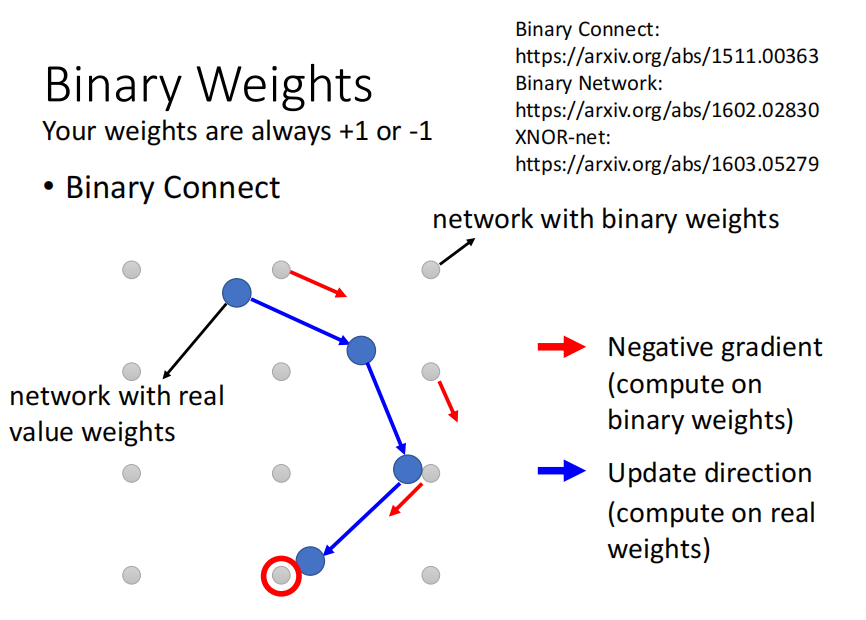 Binary Connect:
https://arxiv.org/abs/1511.00363
Binary Network:
https://arxiv.org/abs/1602.02830
XNOR-net:
https://arxiv.org/abs/1603.05279
Binary Weights
Your weights are always +1 or -1
• Binary Connect
network with binary weights
network with real
value weights
Negative gradient
(compute on
binary weights)
Update direction
(compute on real
weights)